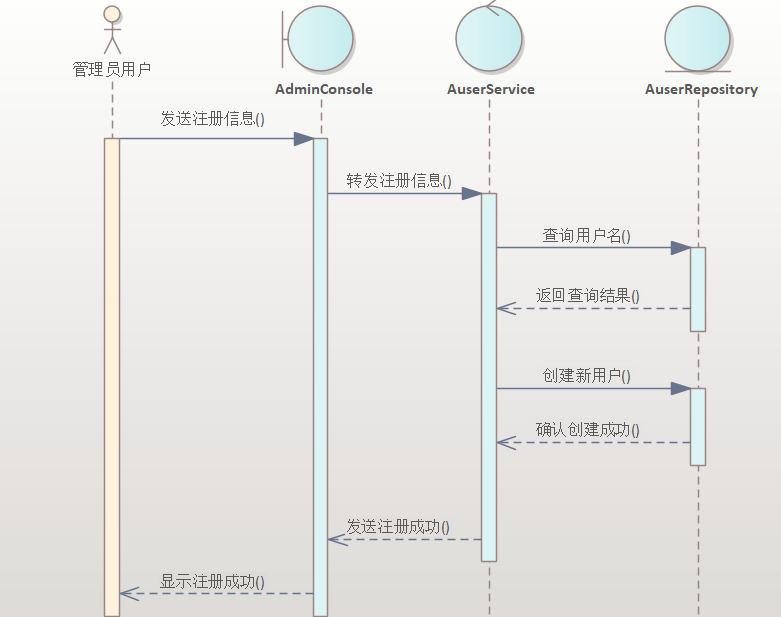 管理员用户
AdminConsole
AuserService
AuserRepository
发送注册信息()
转发注册信息()
查询用户名()
返回查询结果()
创建新用户()
确认创建成功()
发送注册成功()
显示注册成功()